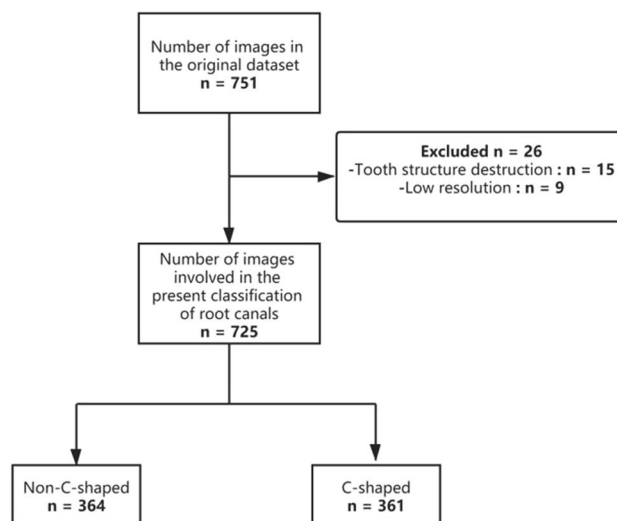 Number of images in
the original dataset
n = 751
Excluded n = 26
-Tooth structure destruction : n = 15
-Low resolution : n = 9
Number of images
involved in the
present classification
of root canals
n = 725
Non-C-shaped
n = 364
C-shaped
n = 361